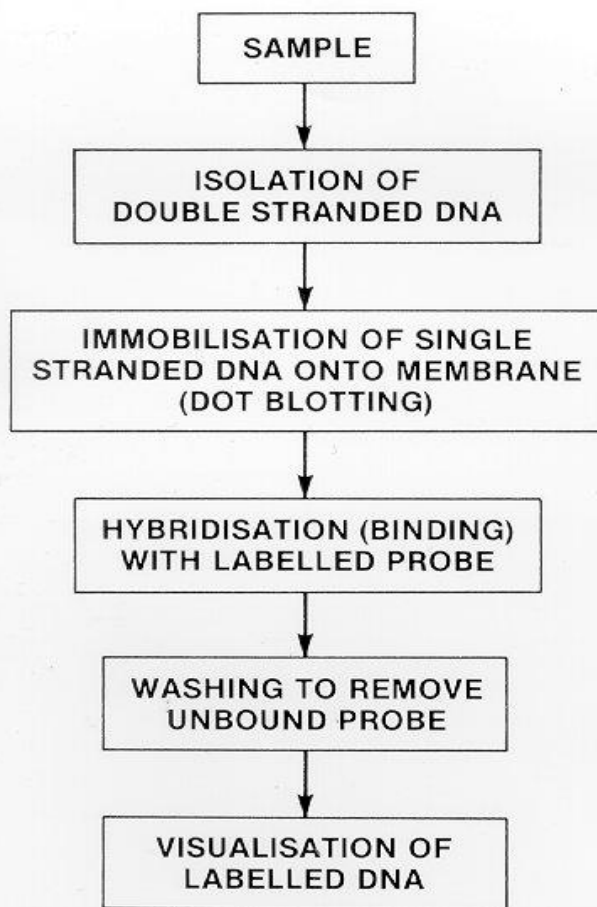 SAMPLE
ISOLATION OF
DOUBLE STRANDED DNA
IMMOBILISATION OF SINGLE
STRANDED DNA ONTO MEMBRANE
(DOT BLOTTING)
HYBRIDISATION (BINDING)
WITH LABELLED PROBE
WASHING TO REMOVE
UNBOUND PROBE
VISUALISATION OF
LABELLED DNA